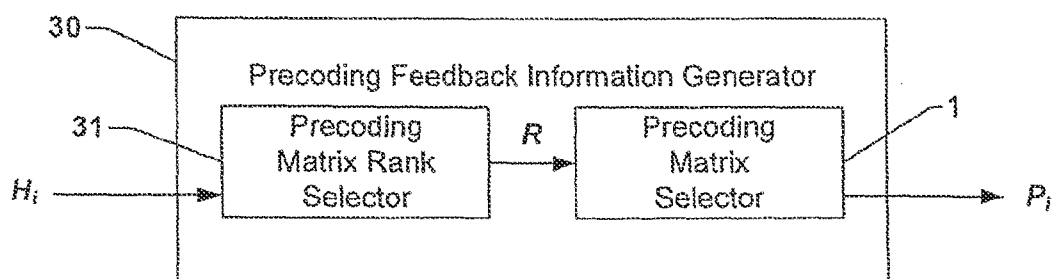 30
Precoding Feedback Information Generator
31
Precoding
Matrix Rank
Selector
R
Precoding
Matrix
Selector
1
Hᵢ
Pᵢ